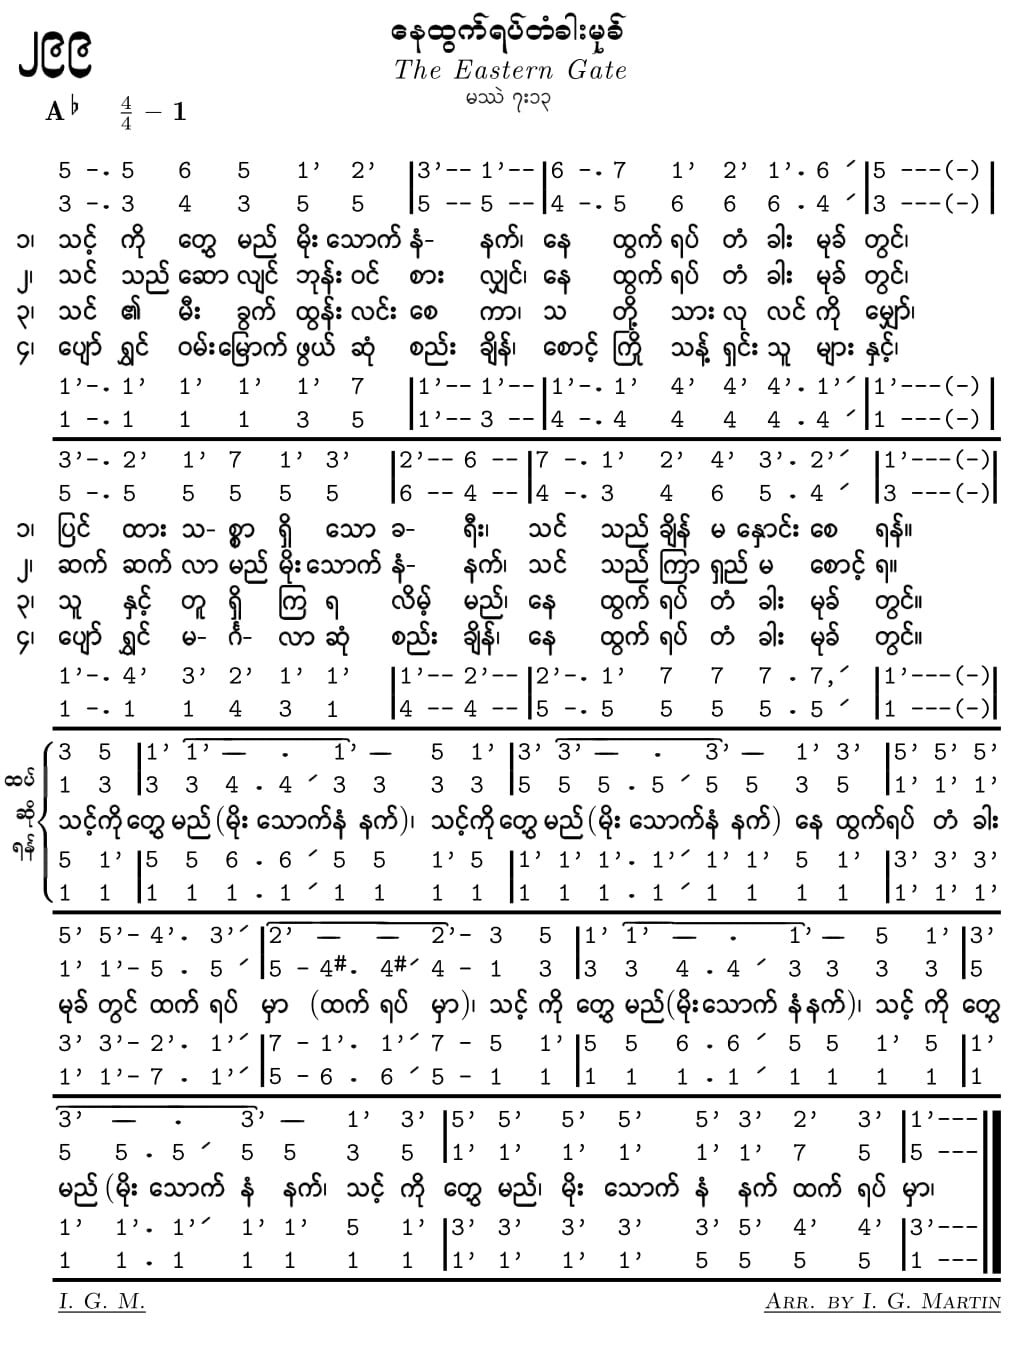 ၂၉၉
နေထွက်ရပ်တံခါးမုခ်
The Eastern Gate
မဿဲ ၇း၁၃
A♭ 4/4 – 1
5 -. 5 6 5 1' 2' |3'-- 1'-- |6 -. 7 1' 2' 1'. 6 ׳ |5 ---(-) |
3 -. 3 4 3 5 5 |5 -- 5 -- |4 -. 5 6 6 6 . 4 ׳ |3 ---(-) |
၁၊ သင့် ကို တွေ့ မည် မိုး သောက် နံ- နက်၊ နေ ထွက် ရပ် တံ ခါး မုခ် တွင်၊
၂၊ သင် သည် ဆော လျင် ဘုန်း ဝင် စား လျှင်၊ နေ ထွက် ရပ် တံ ခါး မုခ် တွင်၊
၃၊ သင် ၏ မီး ခွက် ထွန်း လင်း စေ ကာ၊ သ တို့ သား လု လင် ကို မျှော်၊
၄၊ ပျော် ရွှင် ဝမ်း မြောက် ဖွယ် ဆုံ စည်း ချိန်၊ စောင့် ကြို သန့် ရှင်း သူ များ နှင့်၊
1'-. 1' 1' 1' 1' 7 |1'-- 1'-- |1'-. 1' 4' 4' 4'. 1'׳ |1'---(-) |
1 -. 1 1 1 3 5 |1'-- 3 -- |4 -. 4 4 4 4 . 4 ׳ |1 ---(-) |
3'-. 2' 1' 7 1' 3' |2'-- 6 -- |7 -. 1' 2' 4' 3'. 2'׳ |1'---(-)|
5 -. 5 5 5 5 5 |6 -- 4 -- |4 -. 3 4 6 5 . 4 ׳ |3 ---(-)|
၁၊ ပြင် ထား သ- စ္စာ ရှိ သော ခ- ရီး၊ သင် သည် ချိန် မ နှောင်း စေ ရန်။
၂၊ ဆက် ဆက် လာ မည် မိုး သောက် နံ- နက်၊ သင် သည် ကြာ ရှည် မ စောင့် ရ။
၃၊ သူ နှင့် တူ ရှိ ကြ ရ လိမ့် မည်၊ နေ ထွက် ရပ် တံ ခါး မုခ် တွင်။
၄၊ ပျော် ရွှင် မ- င်္ဂ- လာ ဆုံ စည်း ချိန်၊ နေ ထွက် ရပ် တံ ခါး မုခ် တွင်။
1'-. 4' 3' 2' 1' 1' |1'-- 2'-- |2'-. 1' 7 7 7 . 7,׳ |1'---(-)|
1 -. 1 1 4 3 1 |4 -- 4 -- |5 -. 5 5 5 5 . 5 ׳ |1 ---(-)|
ထပ် ဆို ရန်
3 5 |1' 1' — . 1' — 5 1' |3' 3' — . 3' — 1' 3' |5' 5' 5'
1 3 |3 3 4 . 4 ׳ 3 3 3 3 |5 5 5 . 5 ׳ 5 5 3 5 |1' 1' 1'
သင့်ကို တွေ့ မည် (မိုး သောက်နံ နက်)၊ သင့်ကို တွေ့ မည် (မိုး သောက်နံ နက်) နေ ထွက်ရပ် တံ ခါး
5 1' |5 5 6 . 6 ׳ 5 5 1' 5 |1' 1' 1'. 1'׳ 1' 1' 5 1' |3' 3' 3'
1 1 |1 1 1 . 1 ׳ 1 1 1 1 |1 1 1 . 1 ׳ 1 1 1 1 |1' 1' 1'
5' 5'- 4'. 3'׳ |2' — — 2'- 3 5 |1' 1' — . 1' — 5 1' |3'
1' 1'- 5 . 5 ׳ |5 - 4#. 4#׳ 4 - 1 3 |3 3 4 . 4 ׳ 3 3 3 3 |5
မုခ် တွင် ထက် ရပ် မှာ (ထက် ရပ် မှာ)၊ သင့် ကို တွေ့ မည် (မိုး သောက် နံနက်)၊ သင့် ကို တွေ့
3' 3'- 2'. 1'׳ |7 - 1'. 1'׳ 7 - 5 1' |5 5 6 . 6 ׳ 5 5 1' 5 |1'
1' 1'- 7 . 1'׳ |5 - 6 . 6 ׳ 5 - 1 1 |1 1 1 . 1 ׳ 1 1 1 1 |1
3' — . 3' — 1' 3' |5' 5' 5' 5' 5' 3' 2' 3' |1'---
5 5 . 5 ׳ 5 5 3 5 |1' 1' 1' 1' 1' 1' 7 5 |5 ---
မည် (မိုး သောက် နံ နက်၊ သင့် ကို တွေ့ မည်၊ မိုး သောက် နံ နက် ထက် ရပ် မှာ၊
1' 1'. 1'׳ 1' 1' 5 1' |3' 3' 3' 3' 3' 5' 4' 4' |3'---
1 1 . 1 1 1 1 1 |1' 1' 1' 1' 5 5 5 5 |1 ---
I. G. M.
Arr. by I. G. Martin